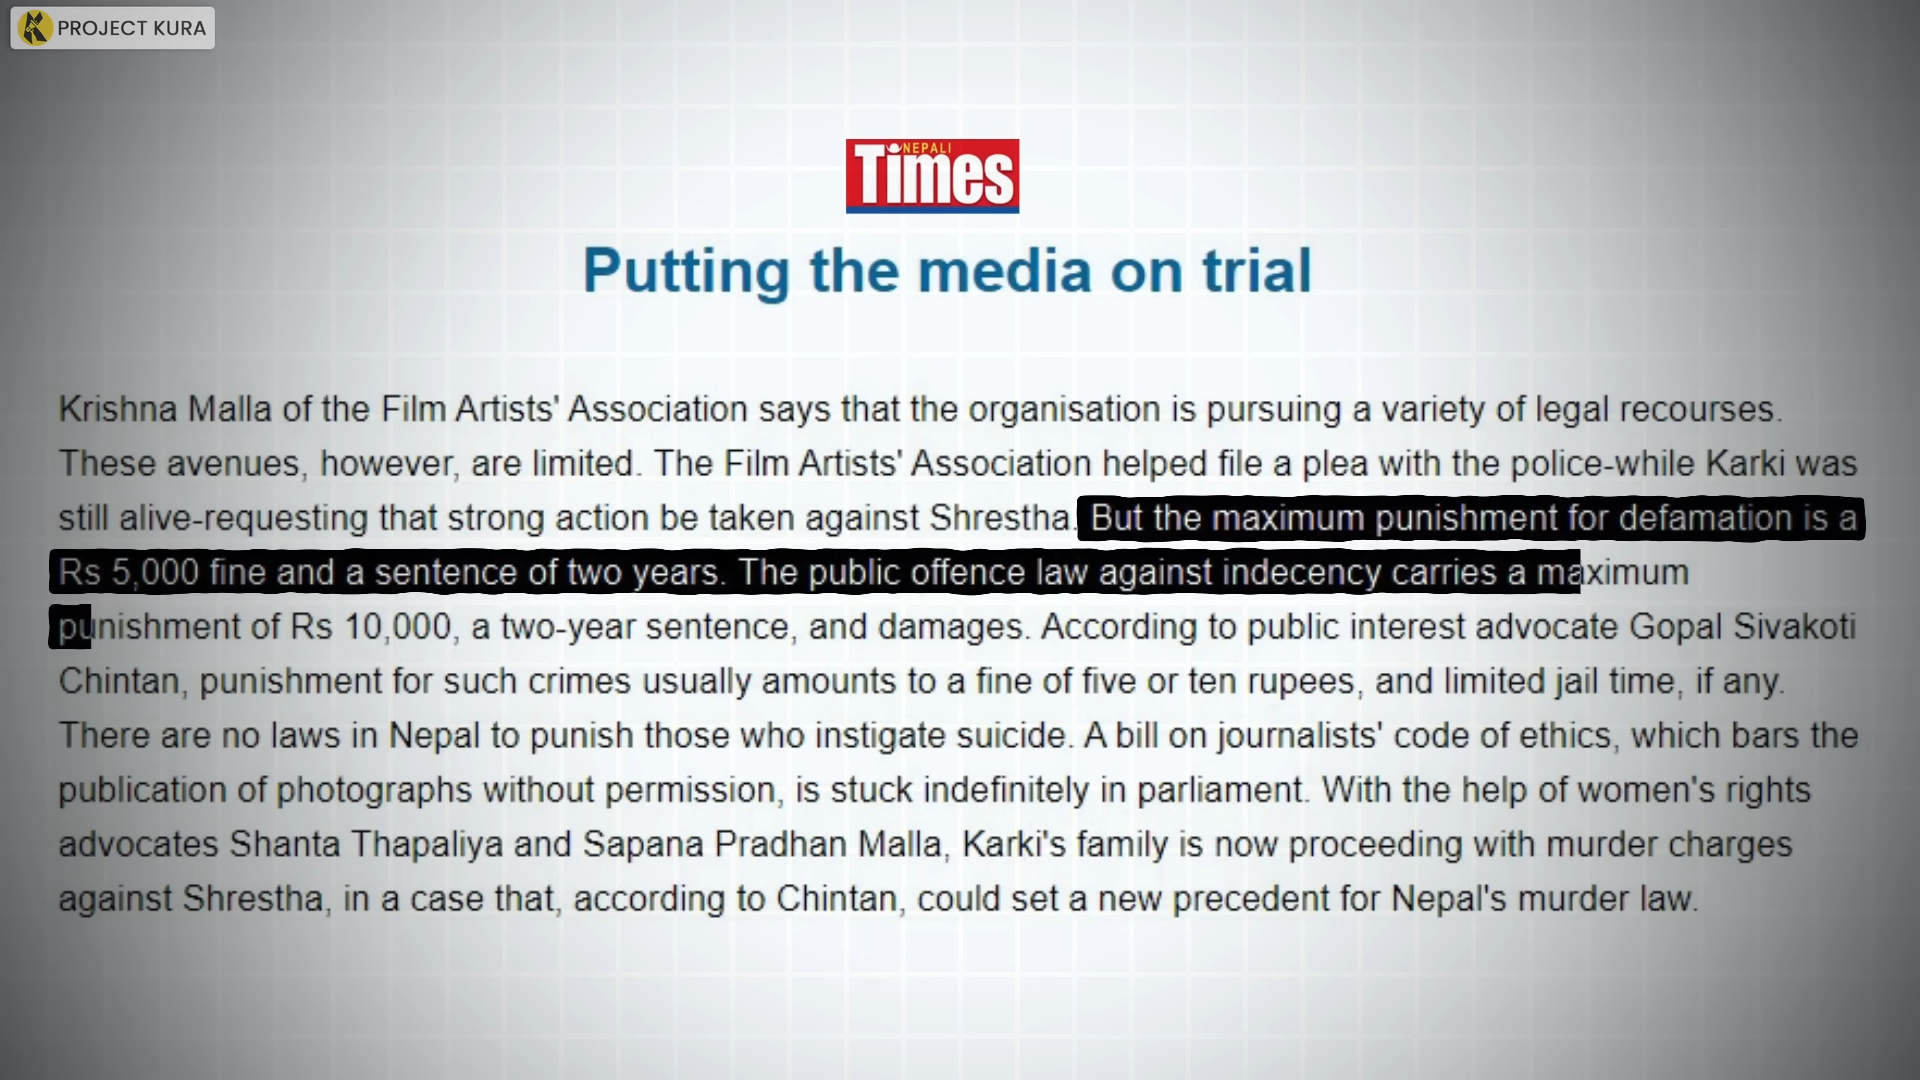 PROJECT KURA
NEPALI
Times
Putting the media on trial
Krishna Malla of the Film Artists' Association says that the organisation is pursuing a variety of legal recourses.
These avenues, however, are limited. The Film Artists' Association helped file a plea with the police-while Karki was
still alive-requesting that strong action be taken against Shrestha. But the maximum punishment for defamation is a
Rs 5,000 fine and a sentence of two years. The public offence law against indecency carries a maximum
punishment of Rs 10,000, a two-year sentence, and damages. According to public interest advocate Gopal Sivakoti
Chintan, punishment for such crimes usually amounts to a fine of five or ten rupees, and limited jail time, if any.
There are no laws in Nepal to punish those who instigate suicide. A bill on journalists' code of ethics, which bars the
publication of photographs without permission, is stuck indefinitely in parliament. With the help of women's rights
advocates Shanta Thapaliya and Sapana Pradhan Malla, Karki's family is now proceeding with murder charges
against Shrestha, in a case that, according to Chintan, could set a new precedent for Nepal's murder law.